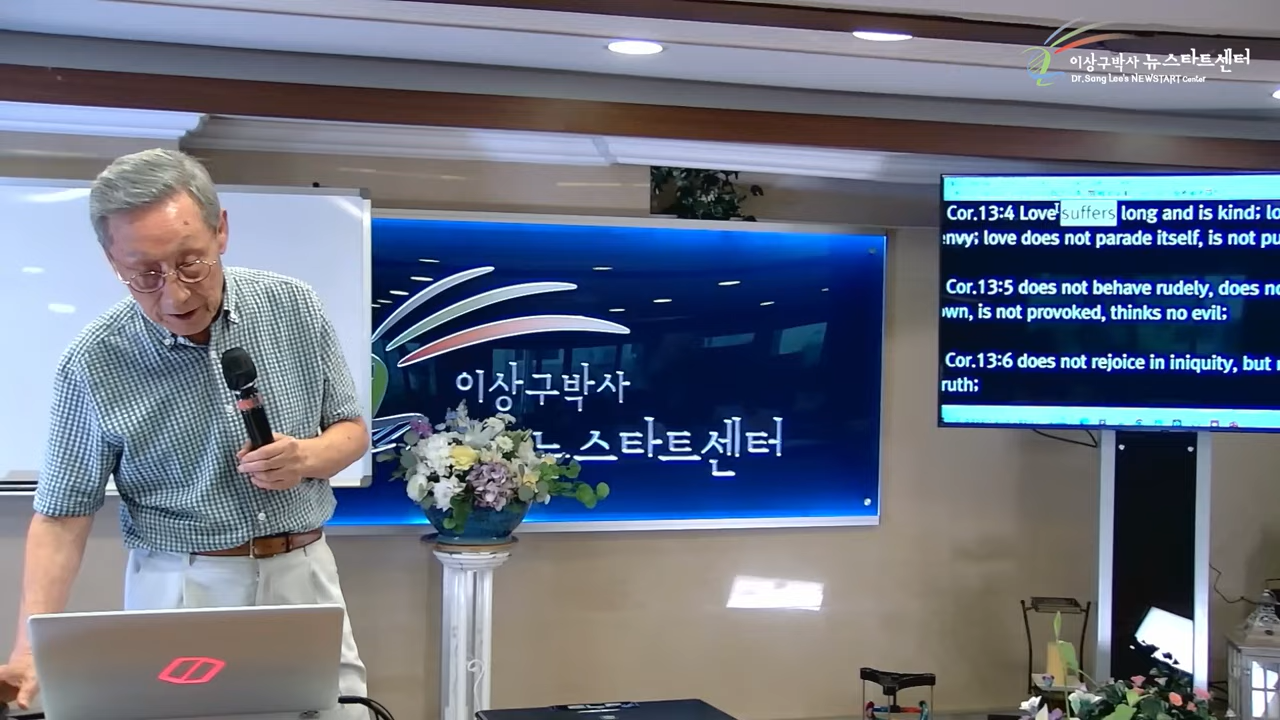 이상구박사 뉴스타트센터
Dr. Sang Lee's NEWSTART Center
Cor.13:4 Love suffers long and is kind; lo
nvy; love does not parade itself, is not pu
Cor.13:5 does not behave rudely, does no
wn, is not provoked, thinks no evil;
Cor.13:6 does not rejoice in iniquity, but
ruth;
이상구박사
뉴스타트센터